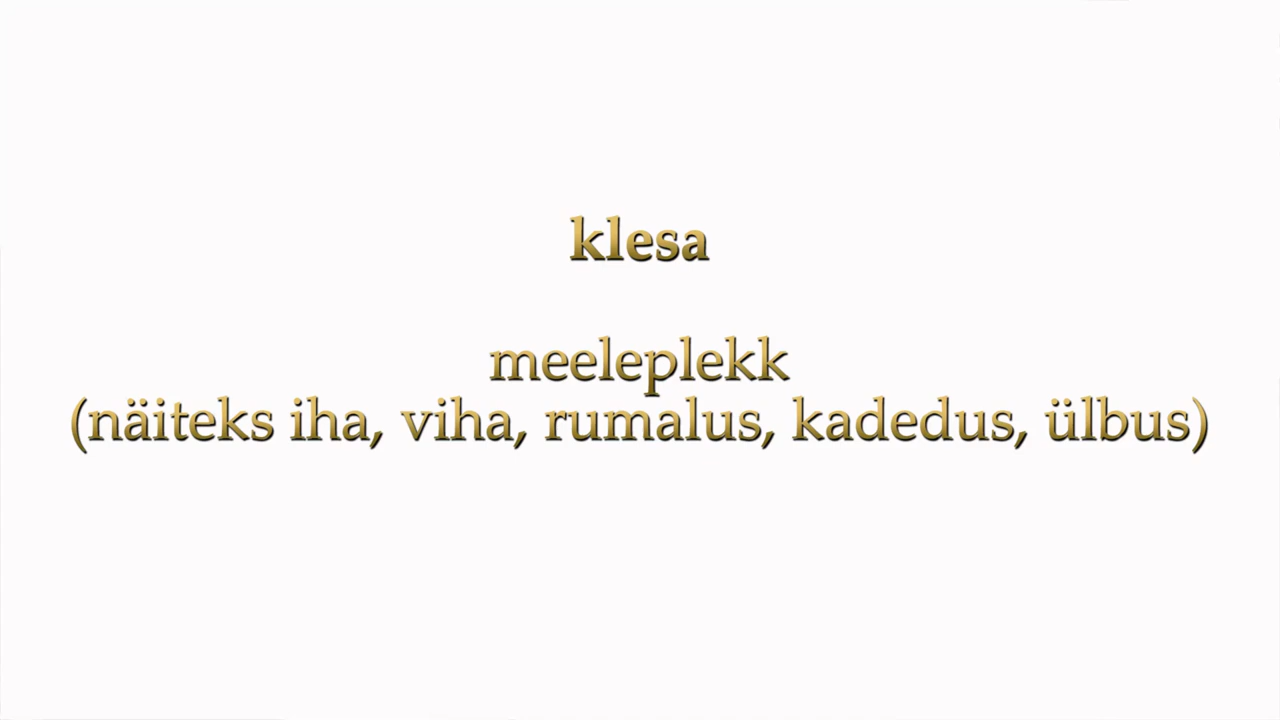 klesa
meeleplekk
(näiteks iha, viha, rumalus, kadedus, ülbus)